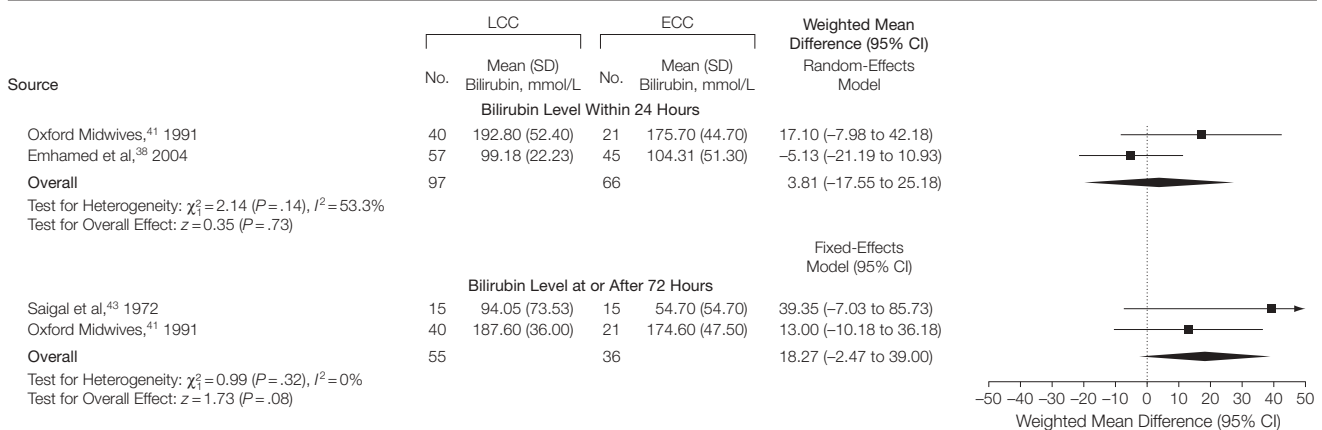 LCC ECC Weighted Mean
Difference (95% CI)
Source No. Mean (SD) Bilirubin, mmol/L No. Mean (SD) Bilirubin, mmol/L Random-Effects Model
Bilirubin Level Within 24 Hours
Oxford Midwives,41 1991 40 192.80 (52.40) 21 175.70 (44.70) 17.10 (–7.98 to 42.18)
Emhamed et al,38 2004 57 99.18 (22.23) 45 104.31 (51.30) –5.13 (–21.19 to 10.93)
Overall 97 66 3.81 (–17.55 to 25.18)
Test for Heterogeneity: χ²₁ = 2.14 (P = .14), I² = 53.3%
Test for Overall Effect: z = 0.35 (P = .73)
Fixed-Effects
Model (95% CI)
Bilirubin Level at or After 72 Hours
Saigal et al,43 1972 15 94.05 (73.53) 15 54.70 (54.70) 39.35 (–7.03 to 85.73)
Oxford Midwives,41 1991 40 187.60 (36.00) 21 174.60 (47.50) 13.00 (–10.18 to 36.18)
Overall 55 36 18.27 (–2.47 to 39.00)
Test for Heterogeneity: χ²₁ = 0.99 (P = .32), I² = 0%
Test for Overall Effect: z = 1.73 (P = .08)
–50 –40 –30 –20 –10 0 10 20 30 40 50
Weighted Mean Difference (95% CI)